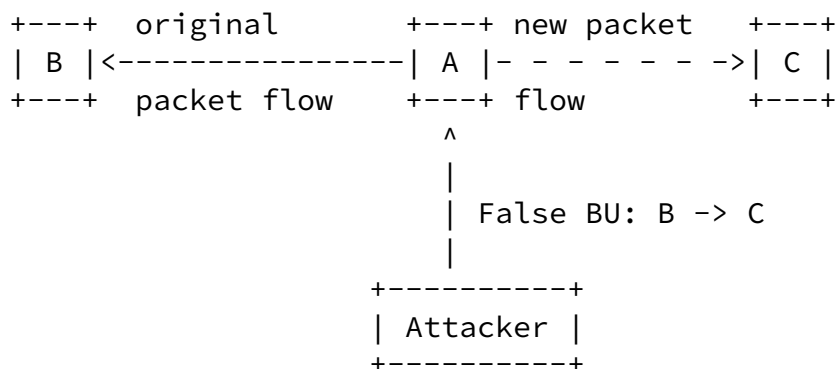 +---+  original        +---+ new packet   +---+
| B |<----------------| A |- - - - - - ->| C |
+---+  packet flow     +---+ flow         +---+
                         ^
                         |
                         | False BU: B -> C
                         |
                     +----------+
                     | Attacker |
                     +----------+